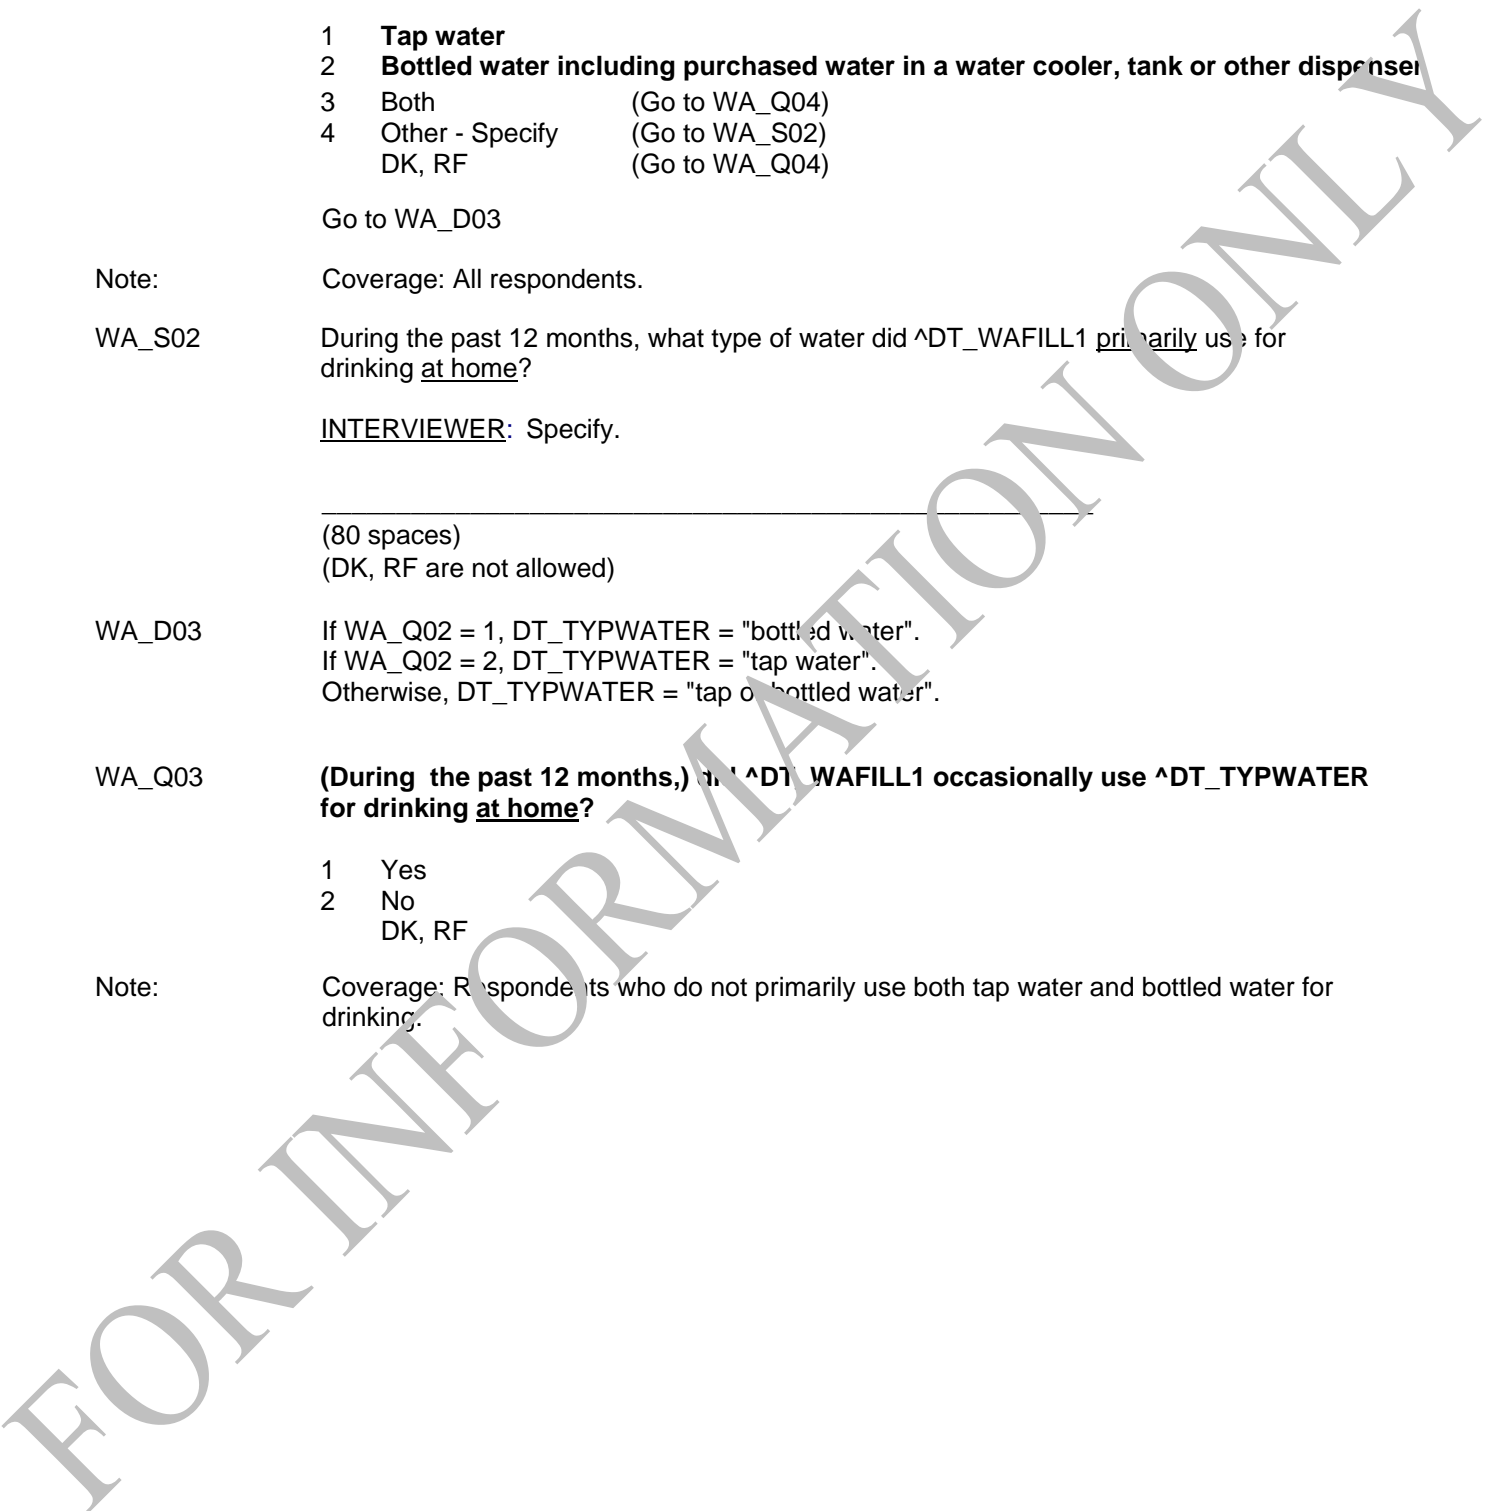 1 Tap water
2 Bottled water including purchased water in a water cooler, tank or other dispenser
3 Both (Go to WA_Q04)
4 Other - Specify (Go to WA_S02)
DK, RF (Go to WA_Q04)
Go to WA_D03
Note: Coverage: All respondents.
WA_S02 During the past 12 months, what type of water did ^DT_WAFILL1 primarily use for
drinking at home?
INTERVIEWER: Specify.
(80 spaces)
(DK, RF are not allowed)
WA_D03 If WA_Q02 = 1, DT_TYPWATER = "bottled water".
If WA_Q02 = 2, DT_TYPWATER = "tap water".
Otherwise, DT_TYPWATER = "tap or bottled water".
WA_Q03 (During the past 12 months,) did ^DT_WAFILL1 occasionally use ^DT_TYPWATER
for drinking at home?
1 Yes
2 No
DK, RF
Note: Coverage: Respondents who do not primarily use both tap water and bottled water for
drinking.
FOR INFORMATION ONLY